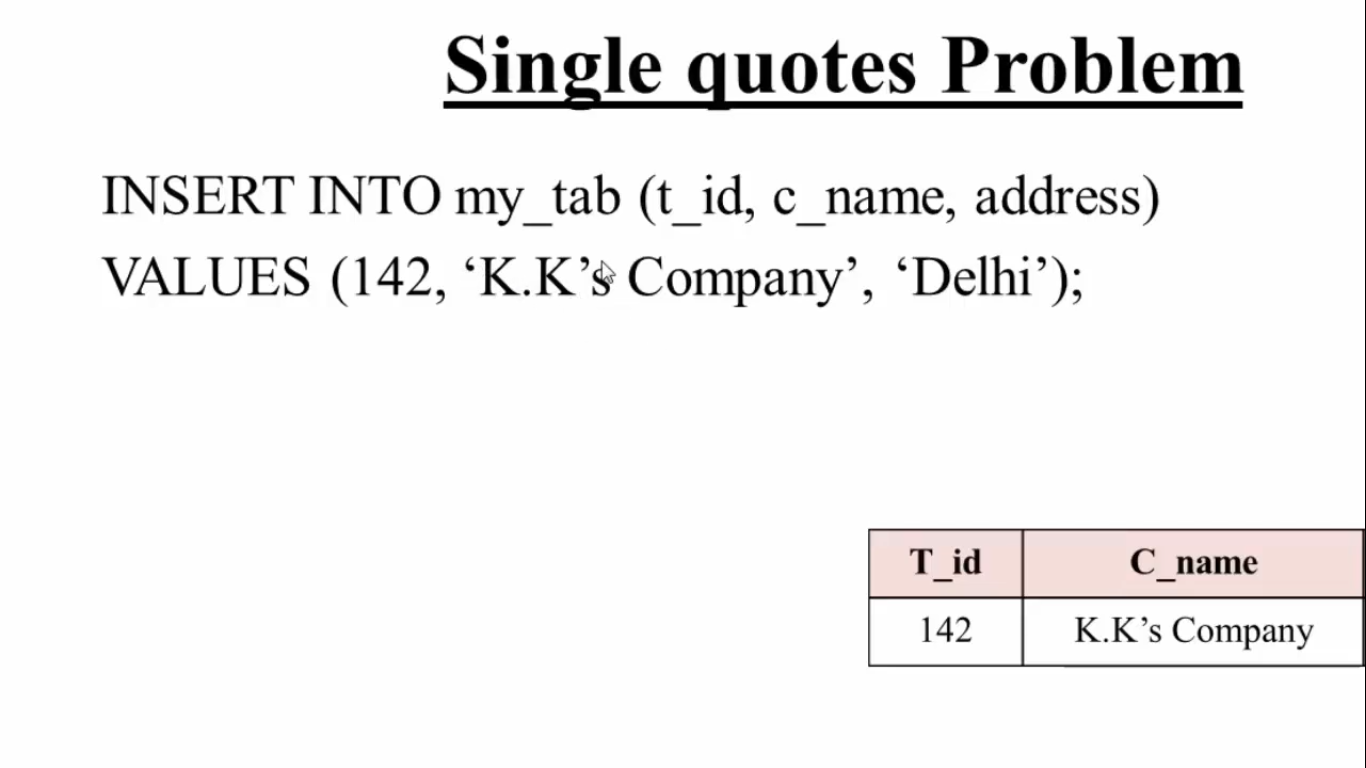 Single quotes Problem
INSERT INTO my_tab (t_id, c_name, address)
VALUES (142, ‘K.K’s Company’, ‘Delhi’);
T_id C_name
142 K.K’s Company